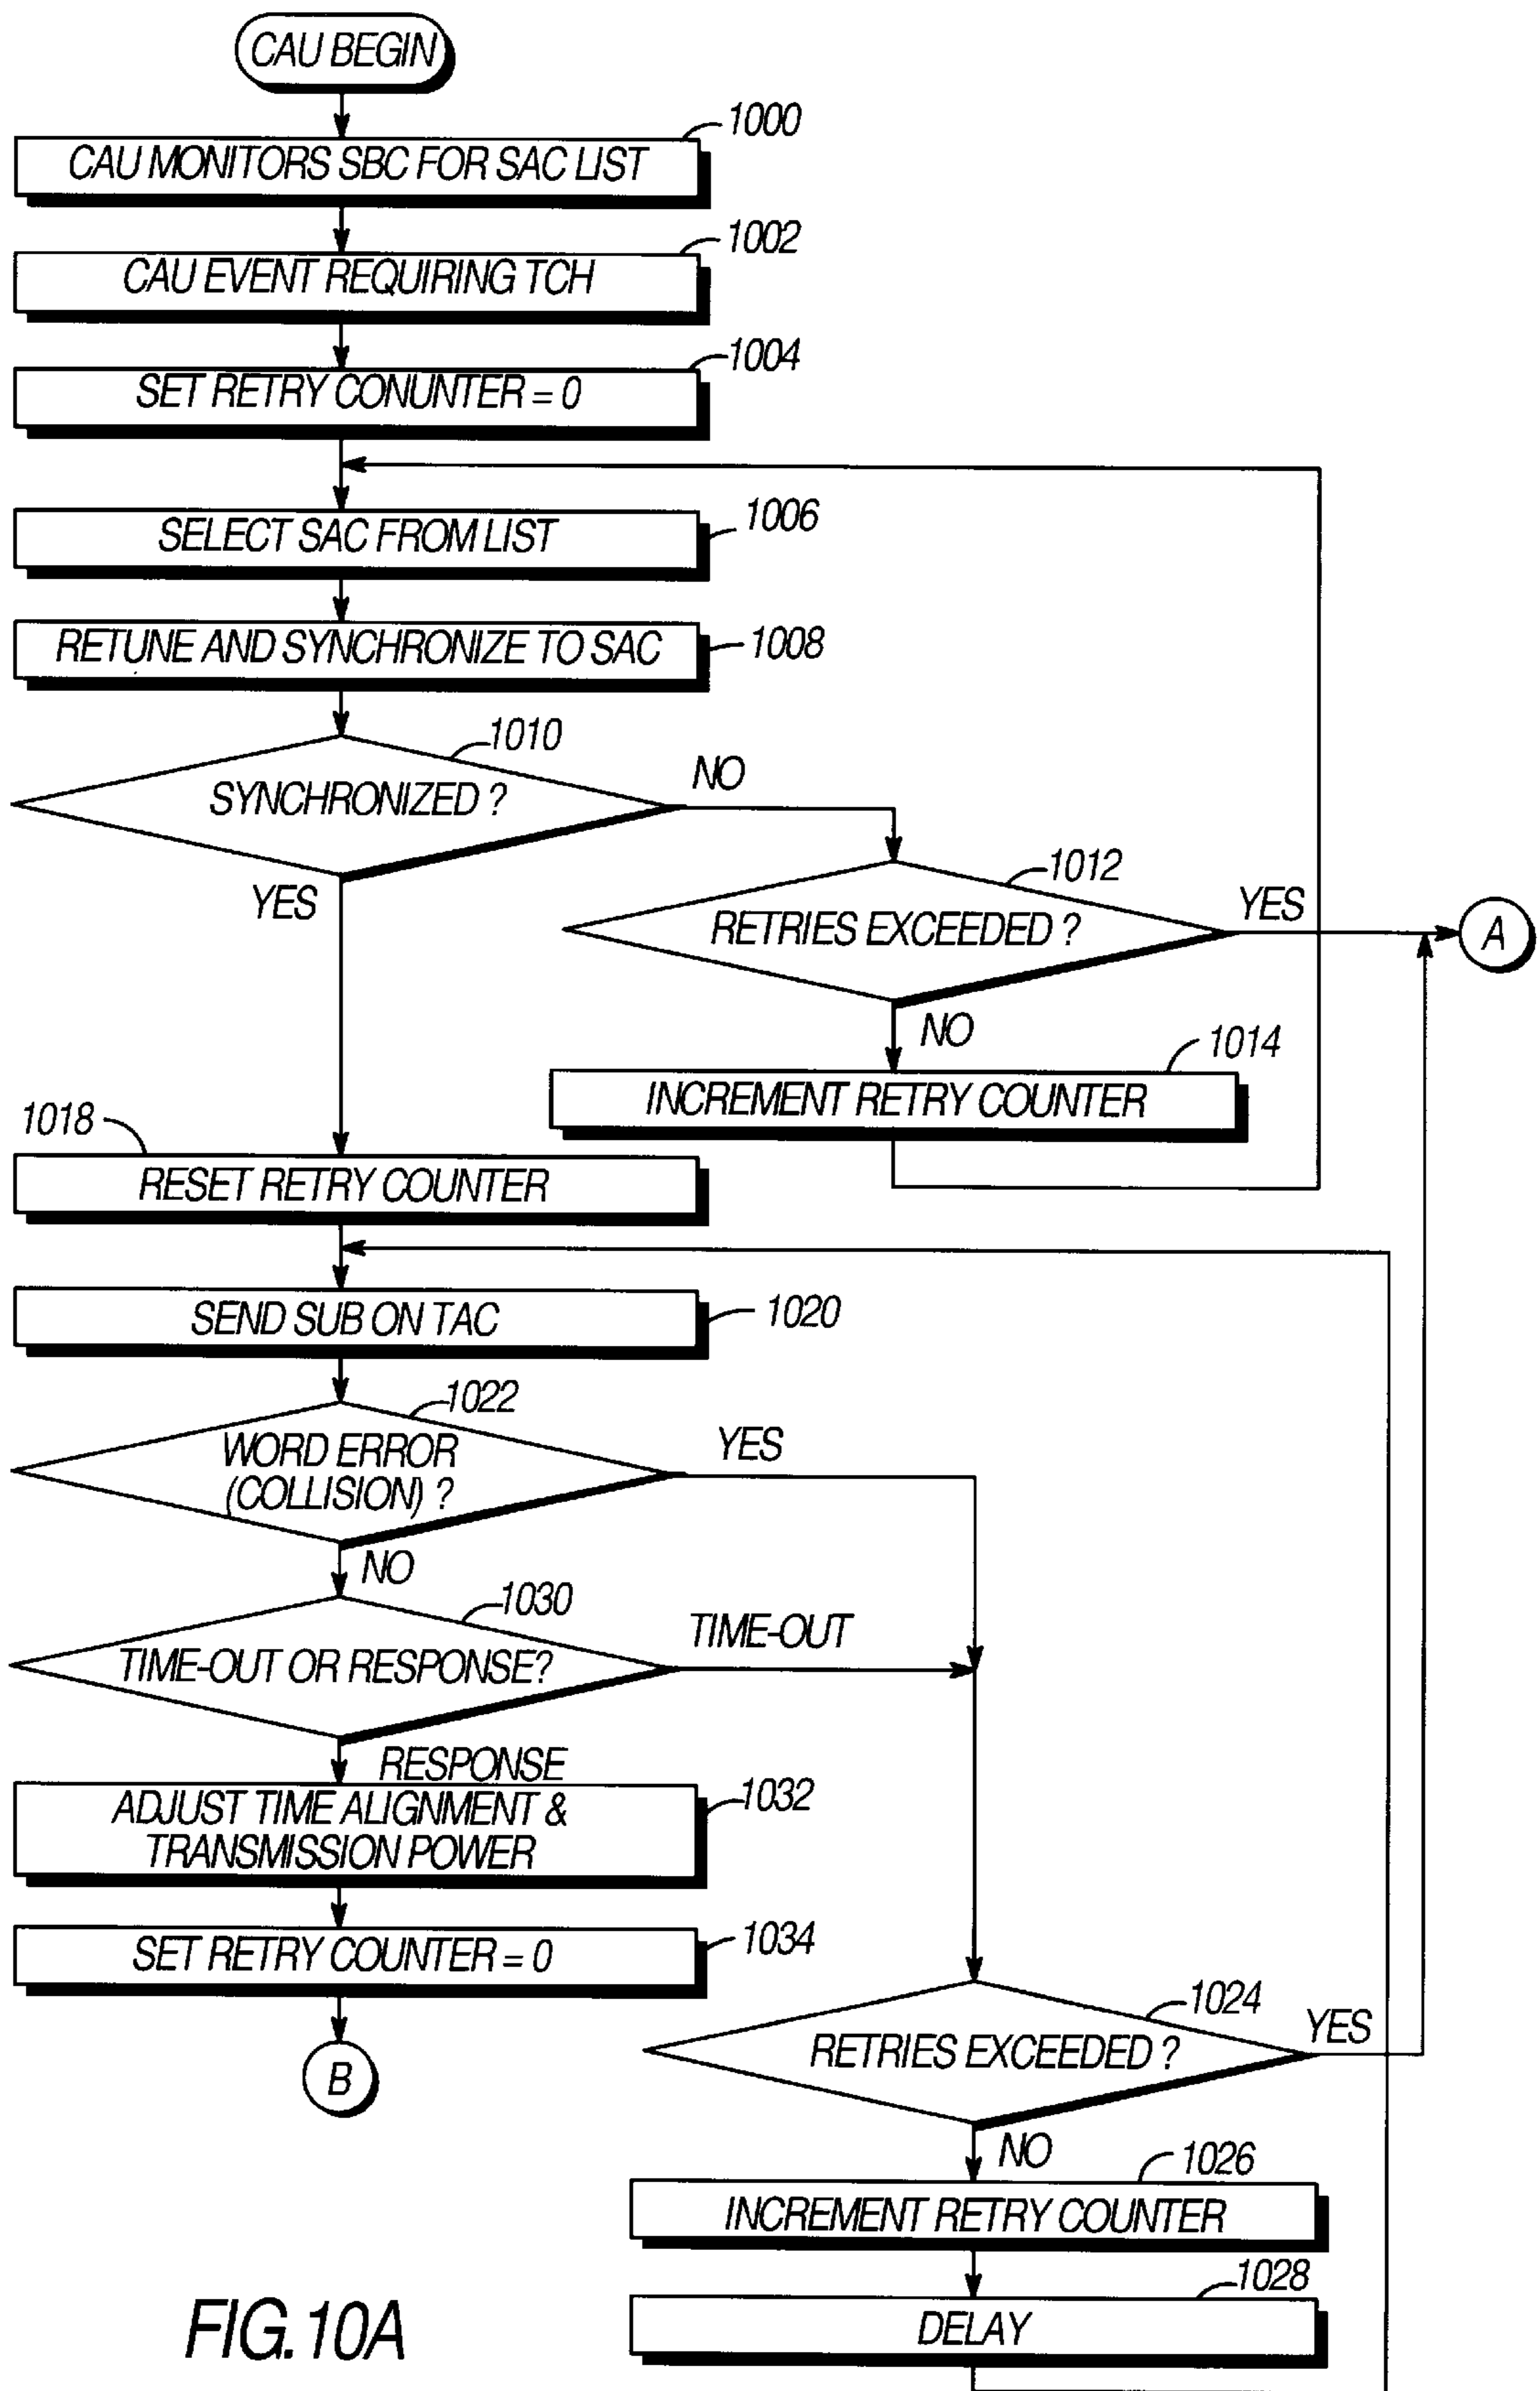 CAU BEGIN
1000
CAU MONITORS SBC FOR SAC LIST
1002
CAU EVENT REQUIRING TCH
1004
SET RETRY CONUNTER = 0
1006
SELECT SAC FROM LIST
RETUNE AND SYNCHRONIZE TO SAC
1008
1010
SYNCHRONIZED ?
NO
YES
1012
RETRIES EXCEEDED ?
YES
A
NO
1014
INCREMENT RETRY COUNTER
1018
RESET RETRY COUNTER
SEND SUB ON TAC
1020
1022
WORD ERROR
(COLLISION) ?
YES
NO
1030
TIME-OUT OR RESPONSE?
TIME-OUT
RESPONSE
ADJUST TIME ALIGNMENT &
TRANSMISSION POWER
1032
SET RETRY COUNTER = 0
1034
B
1024
RETRIES EXCEEDED ?
YES
NO
1026
INCREMENT RETRY COUNTER
1028
DELAY
FIG.10A